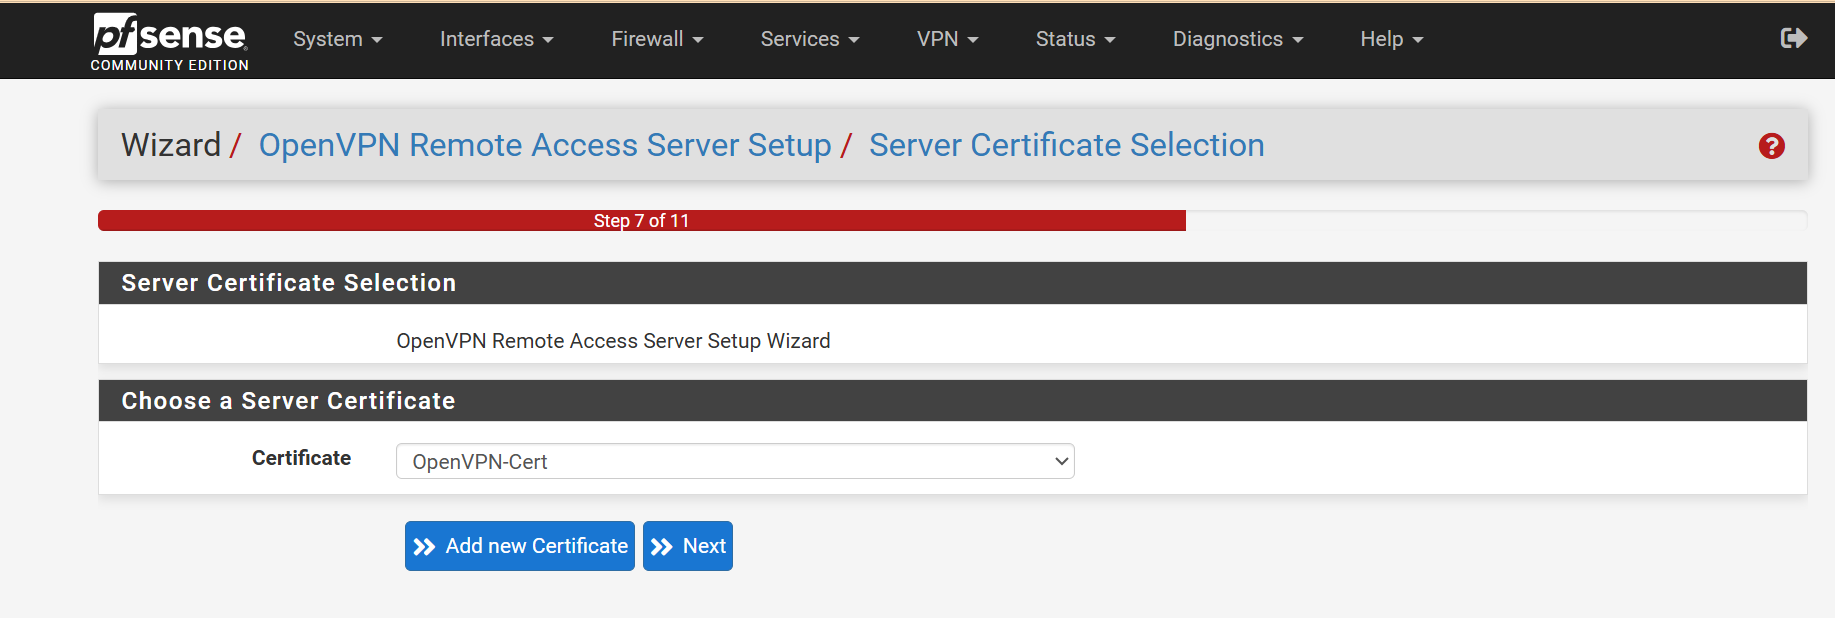 pfsense
COMMUNITY EDITION
System Interfaces Firewall Services VPN Status Diagnostics Help
Wizard / OpenVPN Remote Access Server Setup / Server Certificate Selection
Step 7 of 11
Server Certificate Selection
OpenVPN Remote Access Server Setup Wizard
Choose a Server Certificate
Certificate OpenVPN-Cert
Add new Certificate Next